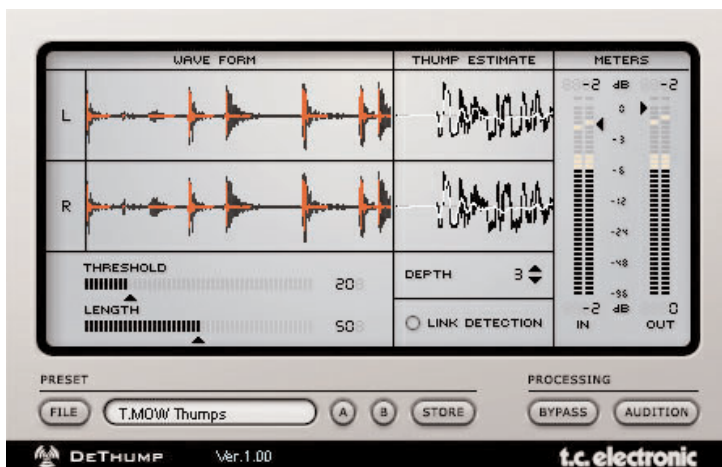 WAVE FORM THUMP ESTIMATE METERS
-2 dB -2
L
0
-3
-6
R
-12
-24
THRESHOLD
20
DEPTH 3
-48
LENGTH
50
LINK DETECTION
-96
-2 dB 0
IN OUT
PRESET PROCESSING
FILE T.MOW Thumps A B STORE BYPASS AUDITION
DETHUMP Ver.1.00 t.c. electronic